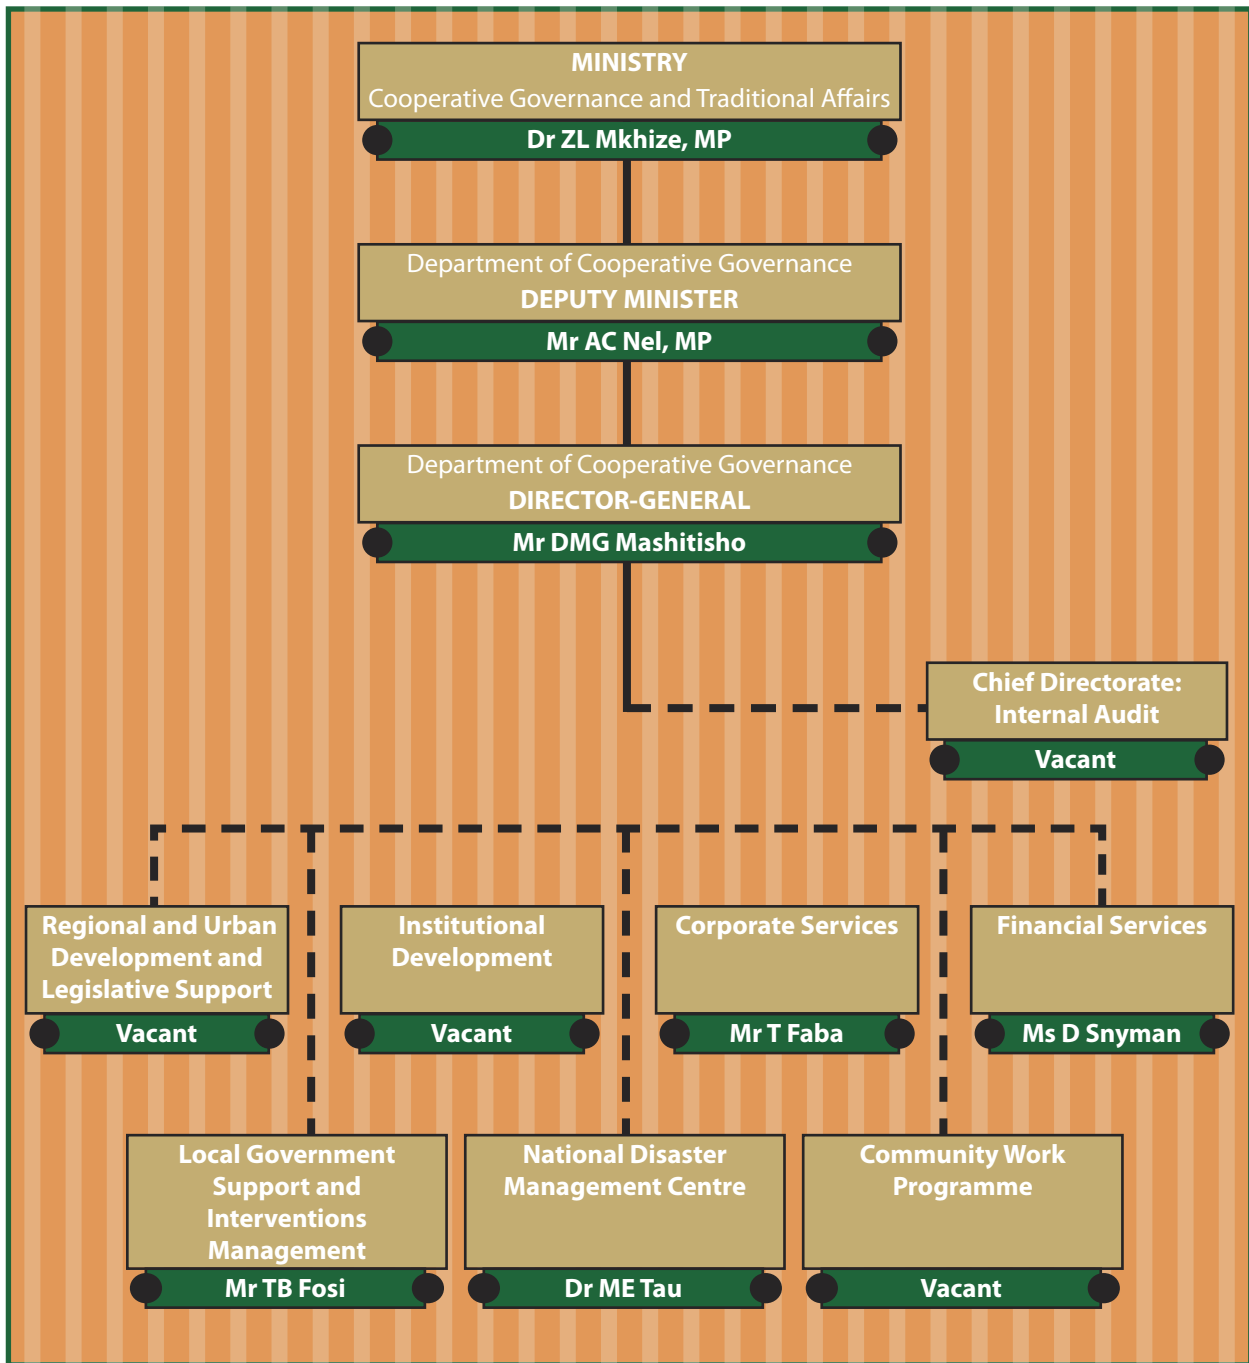 MINISTRY
Cooperative Governance and Traditional Affairs
Dr ZL Mkhize, MP
Department of Cooperative Governance
DEPUTY MINISTER
Mr AC Nel, MP
Department of Cooperative Governance
DIRECTOR-GENERAL
Mr DMG Mashitisho
Chief Directorate:
Internal Audit
Vacant
Regional and Urban
Development and
Legislative Support
Vacant
Institutional
Development
Vacant
Corporate Services
Mr T Faba
Financial Services
Ms D Snyman
Local Government
Support and
Interventions
Management
Mr TB Fosi
National Disaster
Management Centre
Dr ME Tau
Community Work
Programme
Vacant